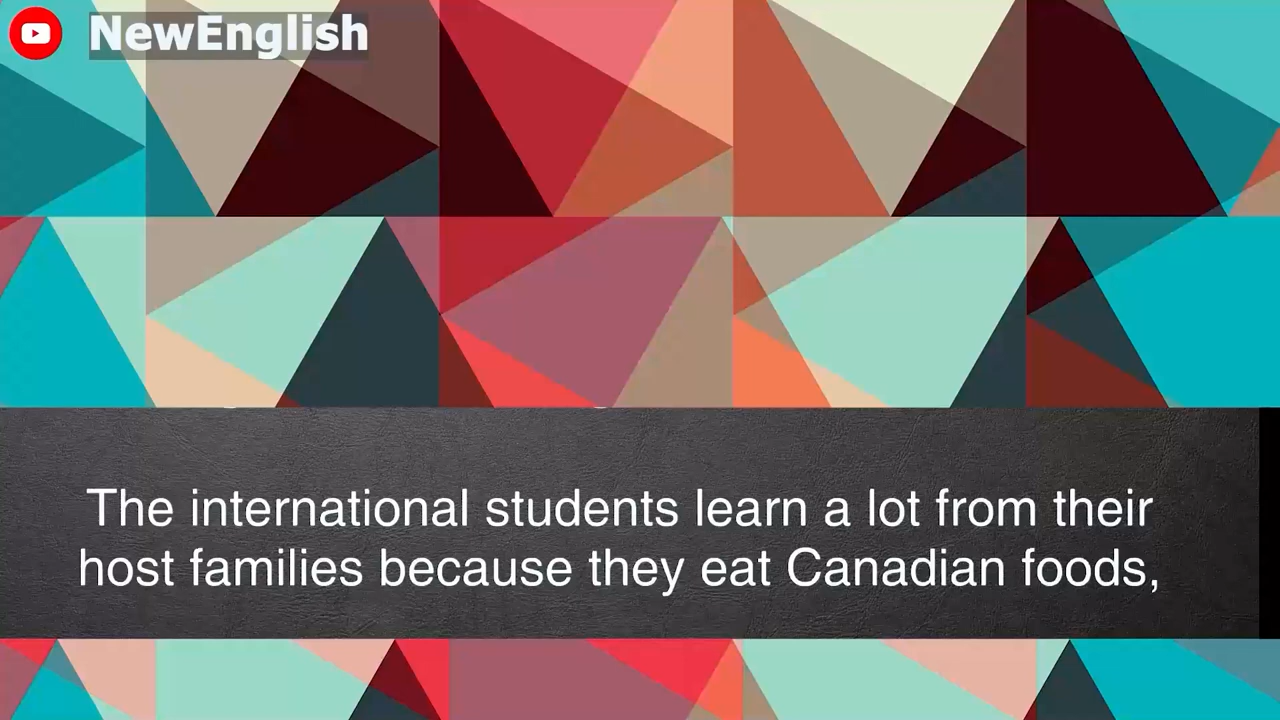 NewEnglish
The international students learn a lot from their
host families because they eat Canadian foods,